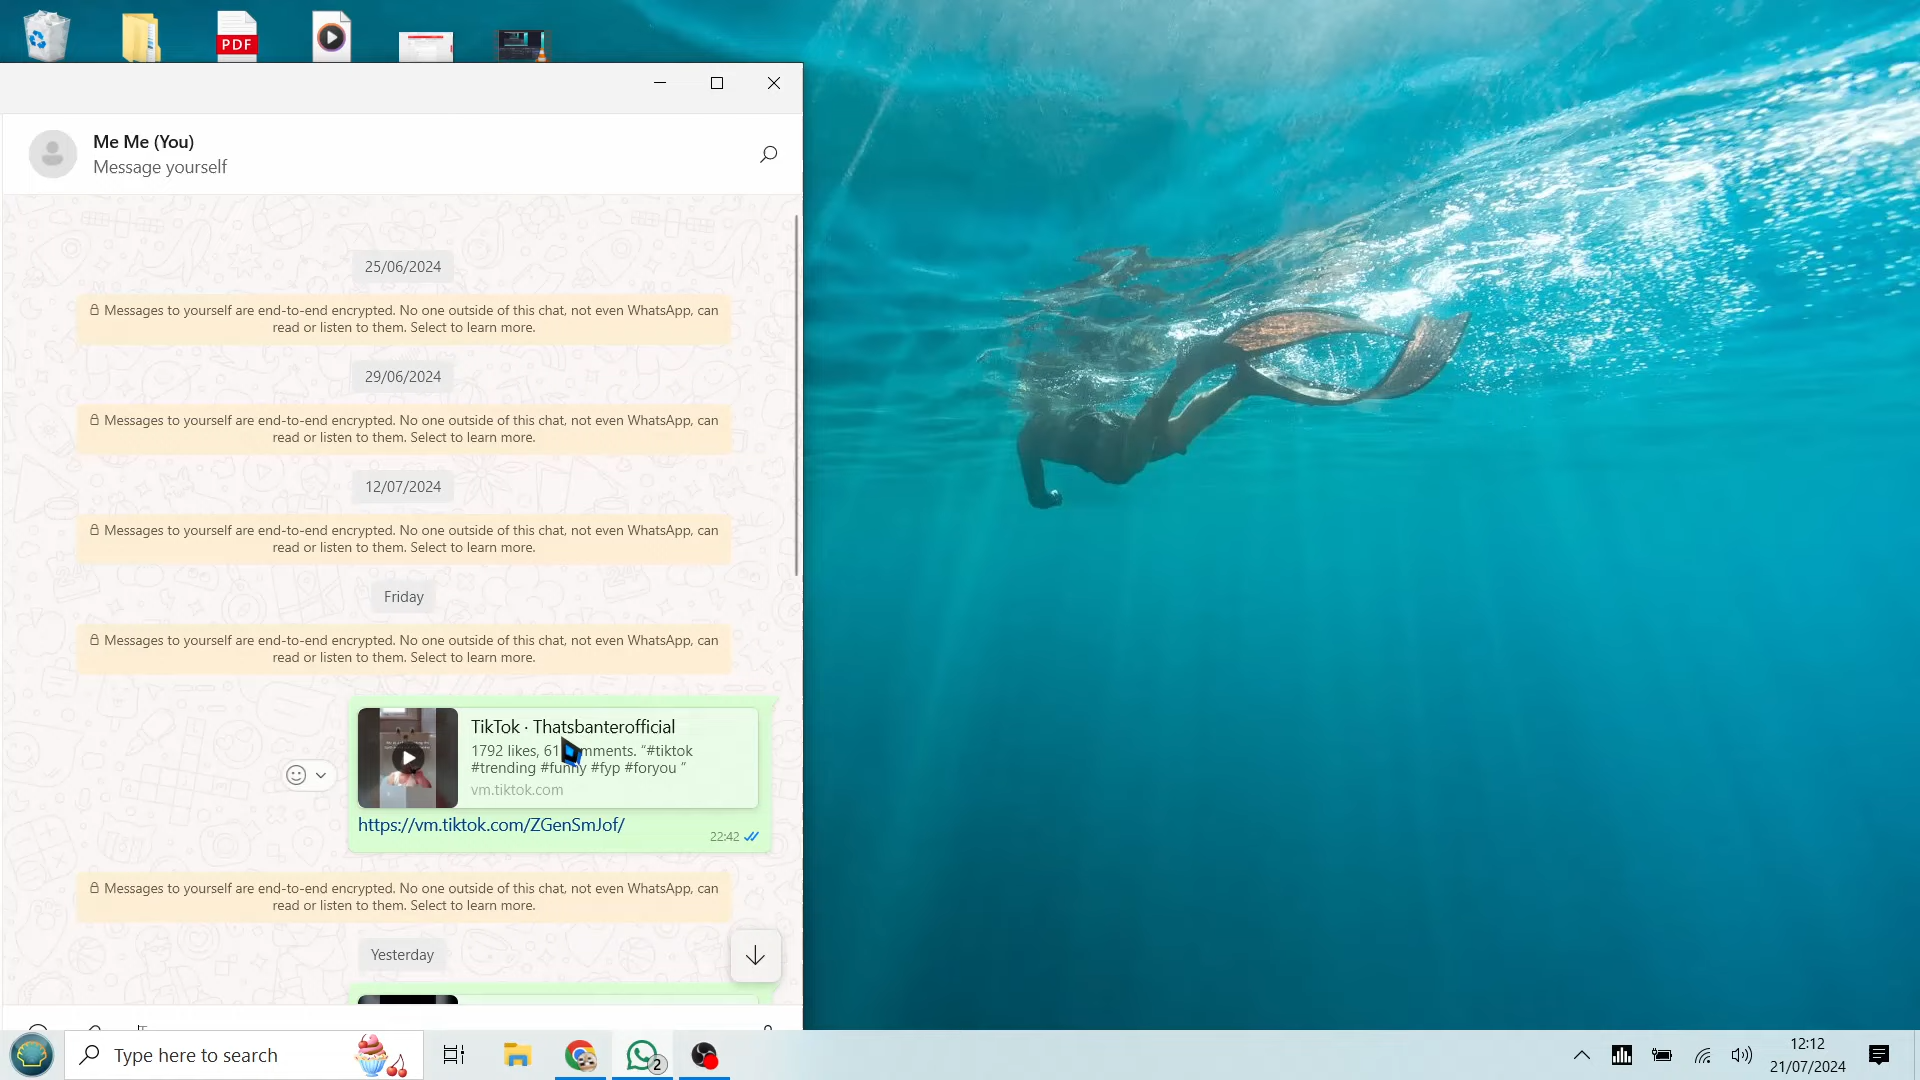 PDF
Me Me (You)
Message yourself
25/06/2024
Messages to yourself are end-to-end encrypted. No one outside of this chat, not even WhatsApp, can
read or listen to them. Select to learn more.
29/06/2024
Messages to yourself are end-to-end encrypted. No one outside of this chat, not even WhatsApp, can
read or listen to them. Select to learn more.
12/07/2024
Messages to yourself are end-to-end encrypted. No one outside of this chat, not even WhatsApp, can
read or listen to them. Select to learn more.
Friday
Messages to yourself are end-to-end encrypted. No one outside of this chat, not even WhatsApp, can
read or listen to them. Select to learn more.
TikTok · Thatsbanterofficial
1792 likes, 61 mments. "#tiktok
#trending #funny #fyp #foryou "
vm.tiktok.com
https://vm.tiktok.com/ZGenSmJof/
22:42
Messages to yourself are end-to-end encrypted. No one outside of this chat, not even WhatsApp, can
read or listen to them. Select to learn more.
Yesterday
Type here to search
2
12:12
21/07/2024